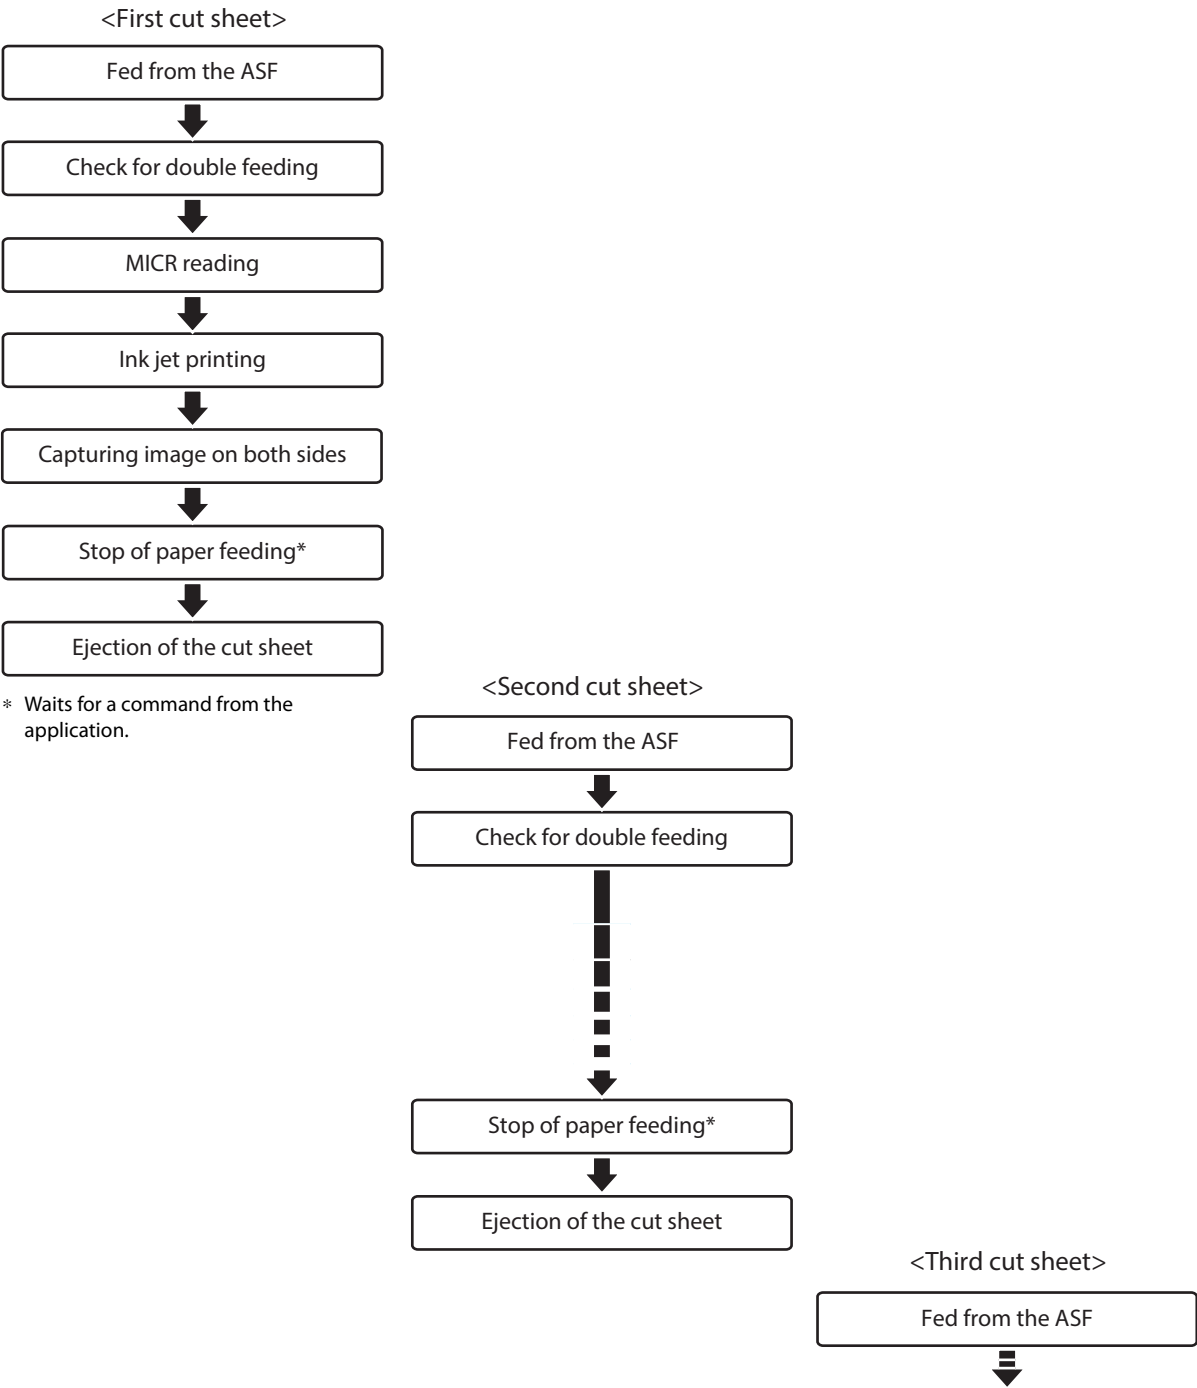 <First cut sheet>
Fed from the ASF
Check for double feeding
MICR reading
Ink jet printing
Capturing image on both sides
Stop of paper feeding*
Ejection of the cut sheet
* Waits for a command from the
application.
<Second cut sheet>
Fed from the ASF
Check for double feeding
Stop of paper feeding*
Ejection of the cut sheet
<Third cut sheet>
Fed from the ASF